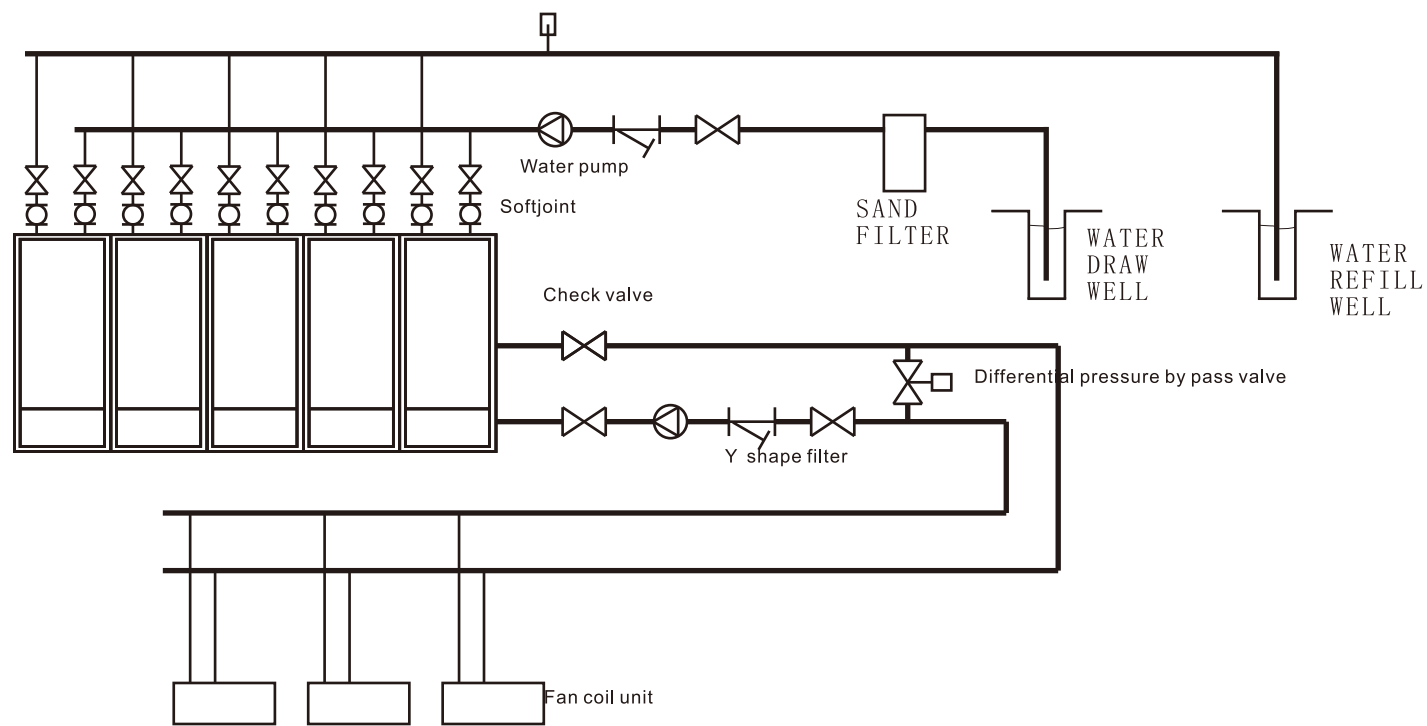 Water pump
Softjoint
SAND
FILTER
WATER
DRAW
WELL
WATER
REFILL
WELL
Check valve
Differential pressure by pass valve
Y shape filter
Fan coil unit